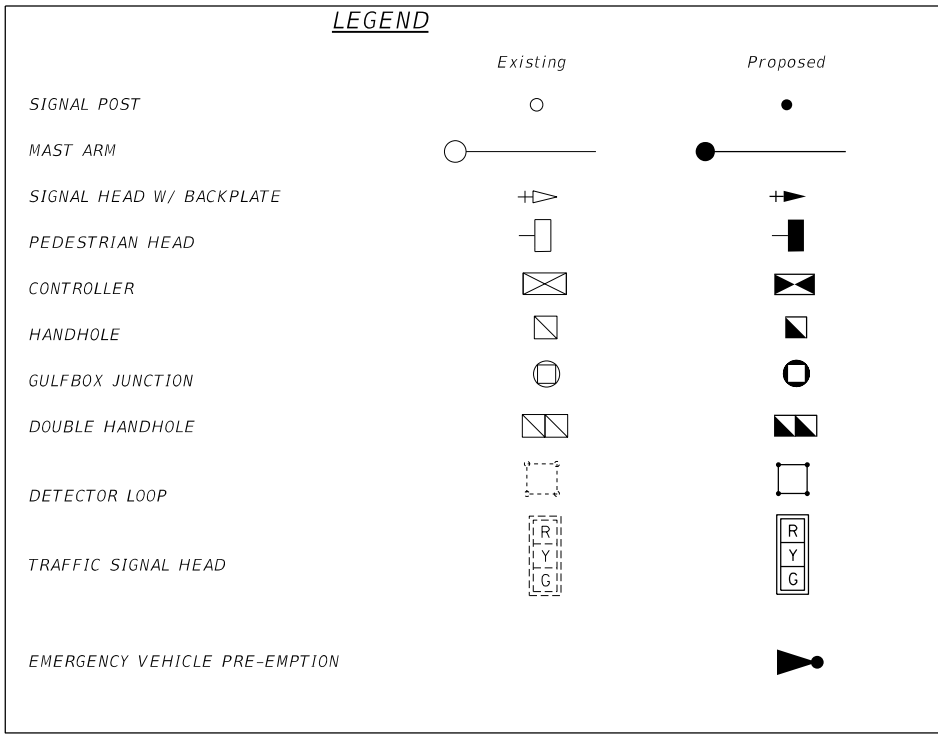 LEGEND
Existing Proposed
SIGNAL POST
MAST ARM
SIGNAL HEAD W/ BACKPLATE
PEDESTRIAN HEAD
CONTROLLER
HANDHOLE
GULFBOX JUNCTION
DOUBLE HANDHOLE
DETECTOR LOOP
R R
TRAFFIC SIGNAL HEAD Y Y
G G
EMERGENCY VEHICLE PRE-EMPTION